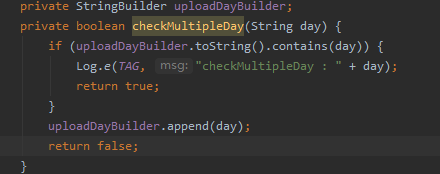 private StringBuilder uploadDayBuilder;
private boolean checkMultipleDay(String day) {
if (uploadDayBuilder.toString().contains(day)) {
Log.e(TAG, msg: "checkMultipleDay : " + day);
return true;
}
uploadDayBuilder.append(day);
return false;
}